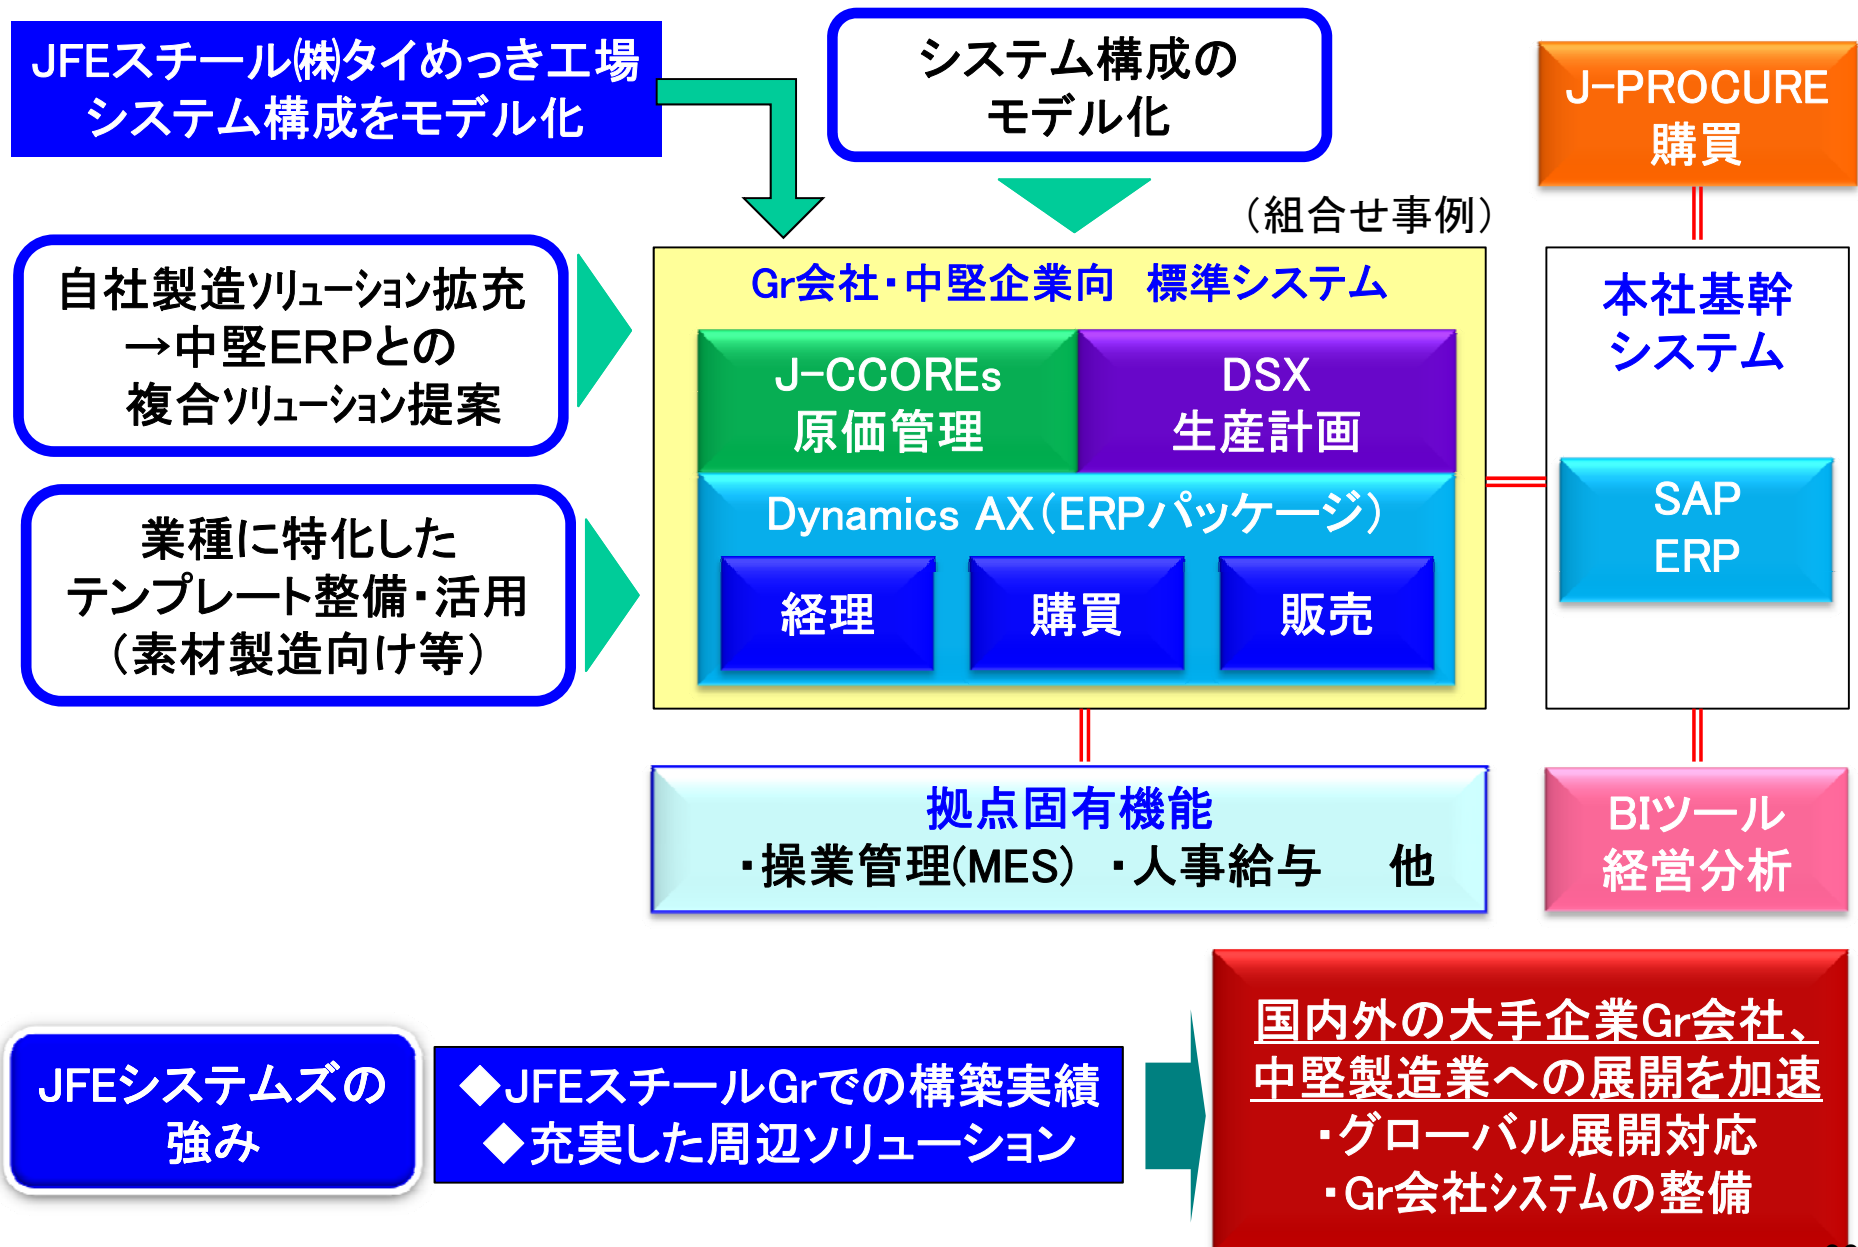 JFEスチール㈱タイめっき工場
システム構成をモデル化
システム構成の
モデル化
J-PROCURE
購買
（組合せ事例）
自社製造ソリューション拡充
→中堅ＥＲＰとの
複合ソリューション提案
業種に特化した
テンプレート整備・活用
（素材製造向け等）
Gr会社・中堅企業向　標準システム
J-CCOREs
原価管理
DSX
生産計画
Dynamics AX（ERPパッケージ）
経理
購買
販売
本社基幹
システム
SAP
ERP
拠点固有機能
・操業管理(MES)　・人事給与　　他
BIツール
経営分析
JFEシステムズの
強み
◆JFEスチールGrでの構築実績
◆充実した周辺ソリューション
国内外の大手企業Gr会社、
中堅製造業への展開を加速
・グローバル展開対応
・Gr会社システムの整備